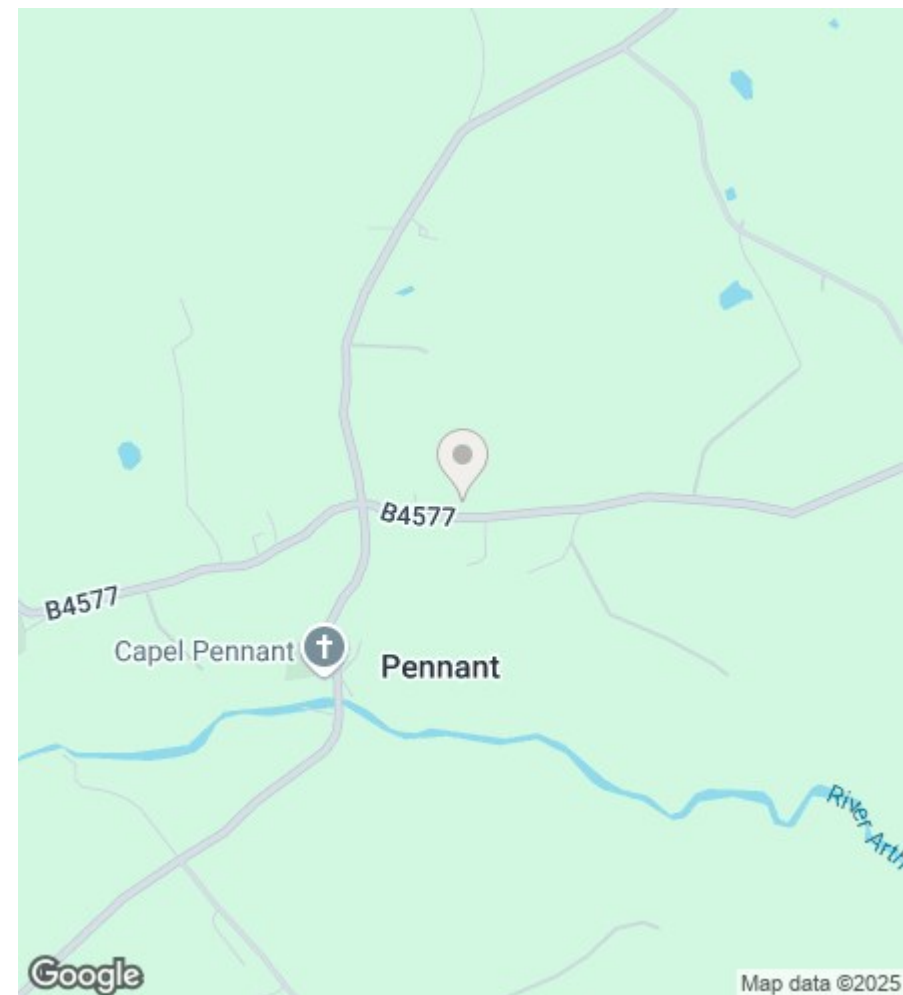 B4577
B4577
Capel Pennant
Pennant
River Arth
Google
Map data ©2025